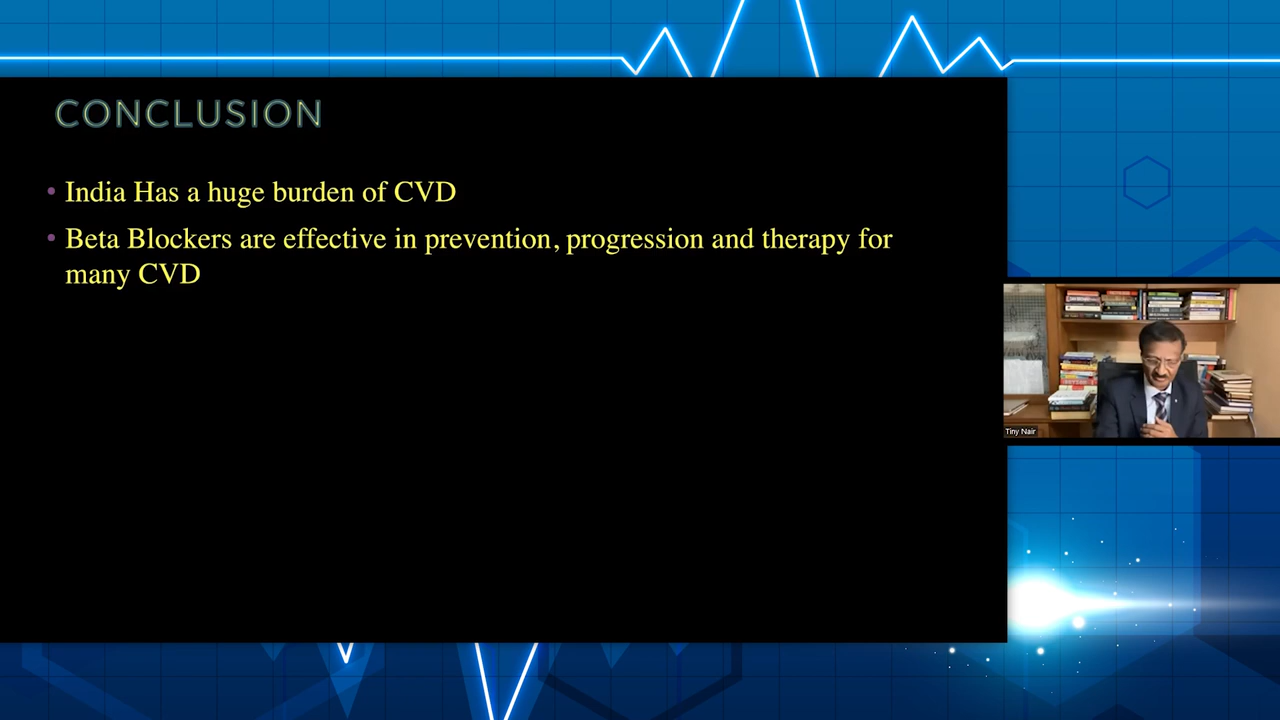 CONCLUSION
• India Has a huge burden of CVD
• Beta Blockers are effective in prevention, progression and therapy for
many CVD
Tiny Nair